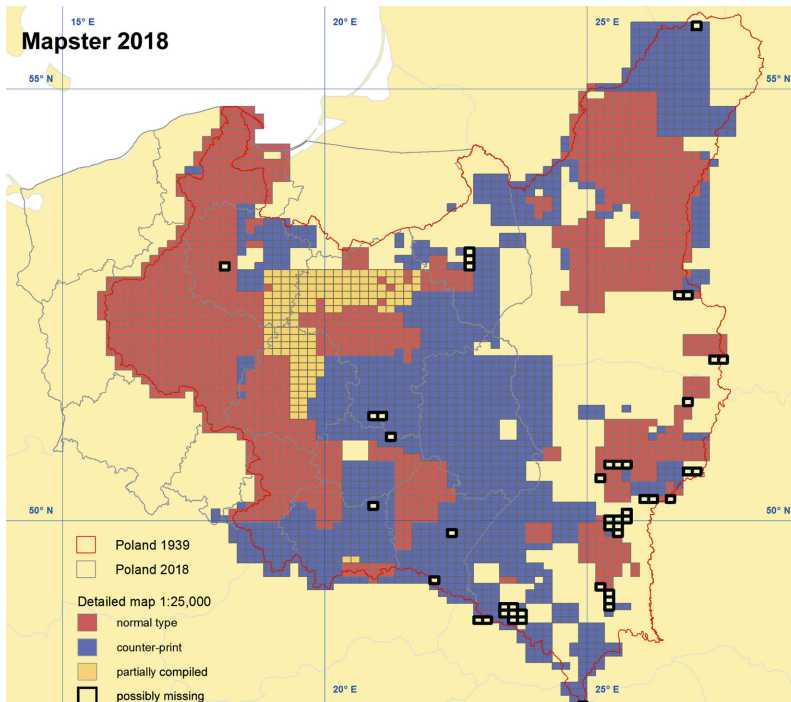 15° E
20° E
25° E
Mapster 2018
55° N
55° N
50° N
50° N
Poland 1939
Poland 2018
Detailed map 1:25,000
normal type
counter-print
partially compiled
possibly missing
20° E
25° E